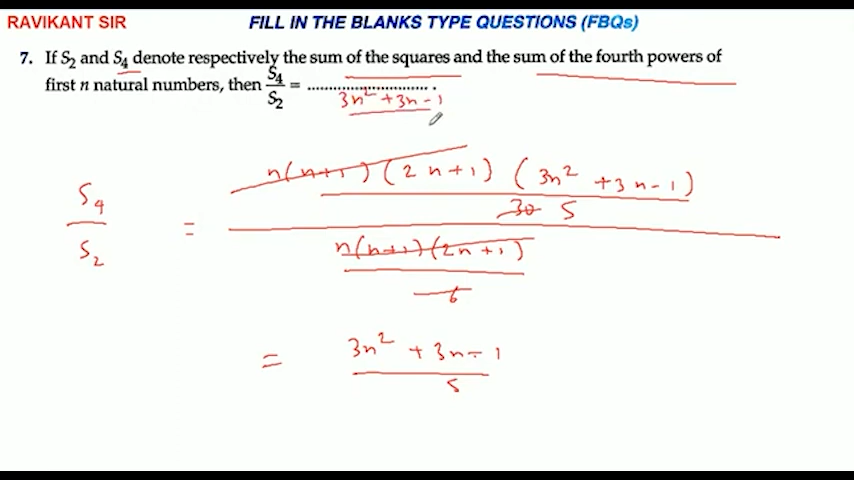 RAVIKANT SIR FILL IN THE BLANKS TYPE QUESTIONS (FBQs)
7. If S₂ and S₄ denote respectively the sum of the squares and the sum of the fourth powers of
first n natural numbers, then S₄/S₂ = ............................. .
3n² + 3n - 1
S₄/S₂ = n(n+1)(2n+1)(3n² + 3n - 1)
30 5
n(n+1)(2n+1)
6
= 3n² + 3n - 1
5